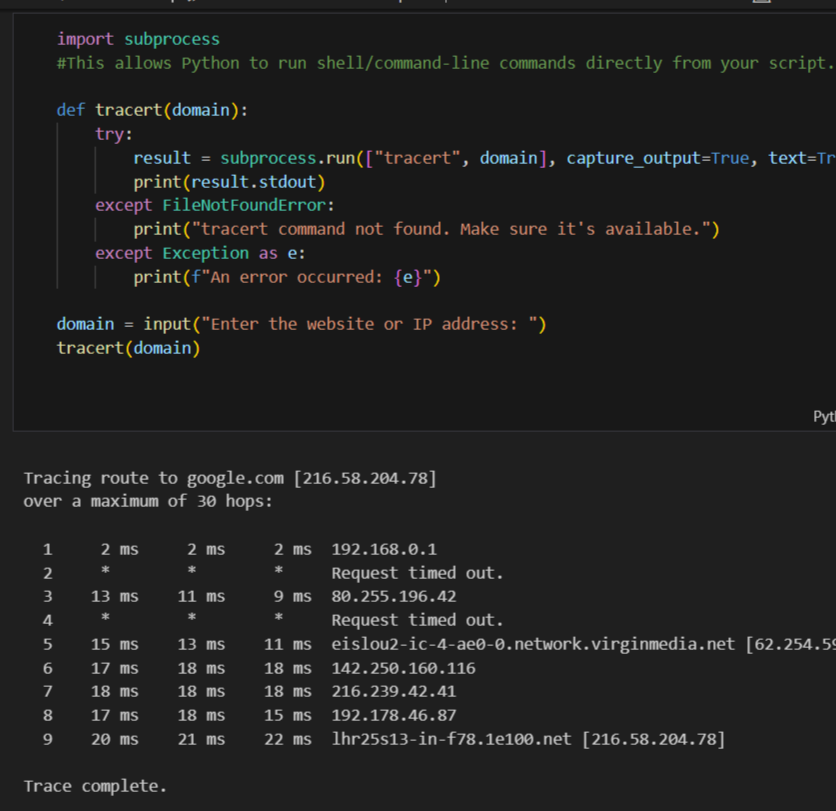 import subprocess
#This allows Python to run shell/command-line commands directly from your script.
def tracert(domain):
try:
result = subprocess.run(["tracert", domain], capture_output=True, text=Tr
print(result.stdout)
except FileNotFoundError:
print("tracert command not found. Make sure it's available.")
except Exception as e:
print(f"An error occurred: {e}")
domain = input("Enter the website or IP address: ")
tracert(domain)
Pyt
Tracing route to google.com [216.58.204.78]
over a maximum of 30 hops:
1 2 ms 2 ms 2 ms 192.168.0.1
2 * * * Request timed out.
3 13 ms 11 ms 9 ms 80.255.196.42
4 * * * Request timed out.
5 15 ms 13 ms 11 ms eislou2-ic-4-ae0-0.network.virginmedia.net [62.254.59
6 17 ms 18 ms 18 ms 142.250.160.116
7 18 ms 18 ms 18 ms 216.239.42.41
8 17 ms 18 ms 15 ms 192.178.46.87
9 20 ms 21 ms 22 ms lhr25s13-in-f78.1e100.net [216.58.204.78]
Trace complete.